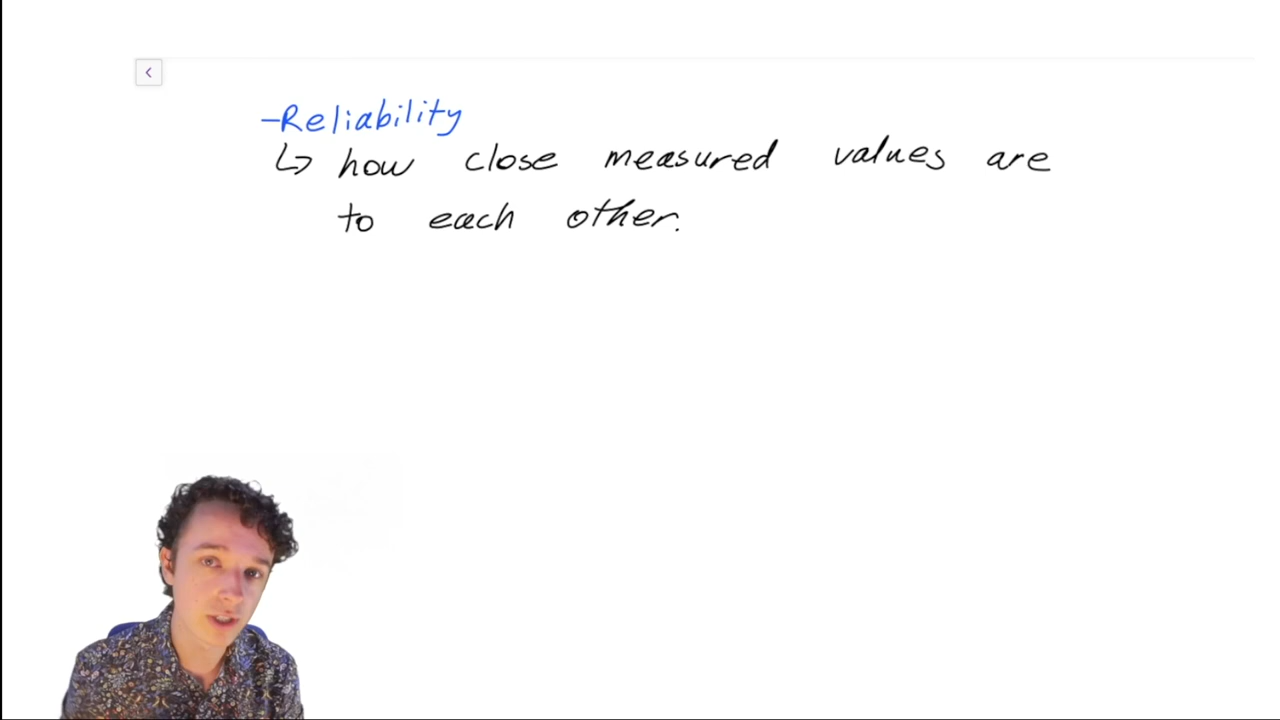 -Reliability
↳ how close measured values are
to each other.